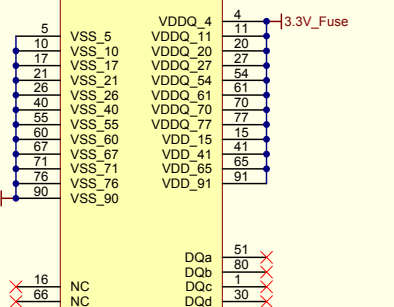 4
VDDQ_4
3.3V_Fuse
5
VSS_5
VDDQ_11
11
10
VSS_10
VDDQ_20
20
17
VSS_17
VDDQ_27
27
21
VSS_21
VDDQ_54
54
26
VSS_26
VDDQ_61
61
40
VSS_40
VDDQ_70
70
55
VSS_55
VDDQ_77
77
60
VSS_60
VDD_15
15
67
VSS_67
VDD_41
41
71
VSS_71
VDD_65
65
76
VSS_76
VDD_91
91
90
VSS_90
DQa
51
DQb
80
16
NC
DQc
1
66
NC
DQd
30